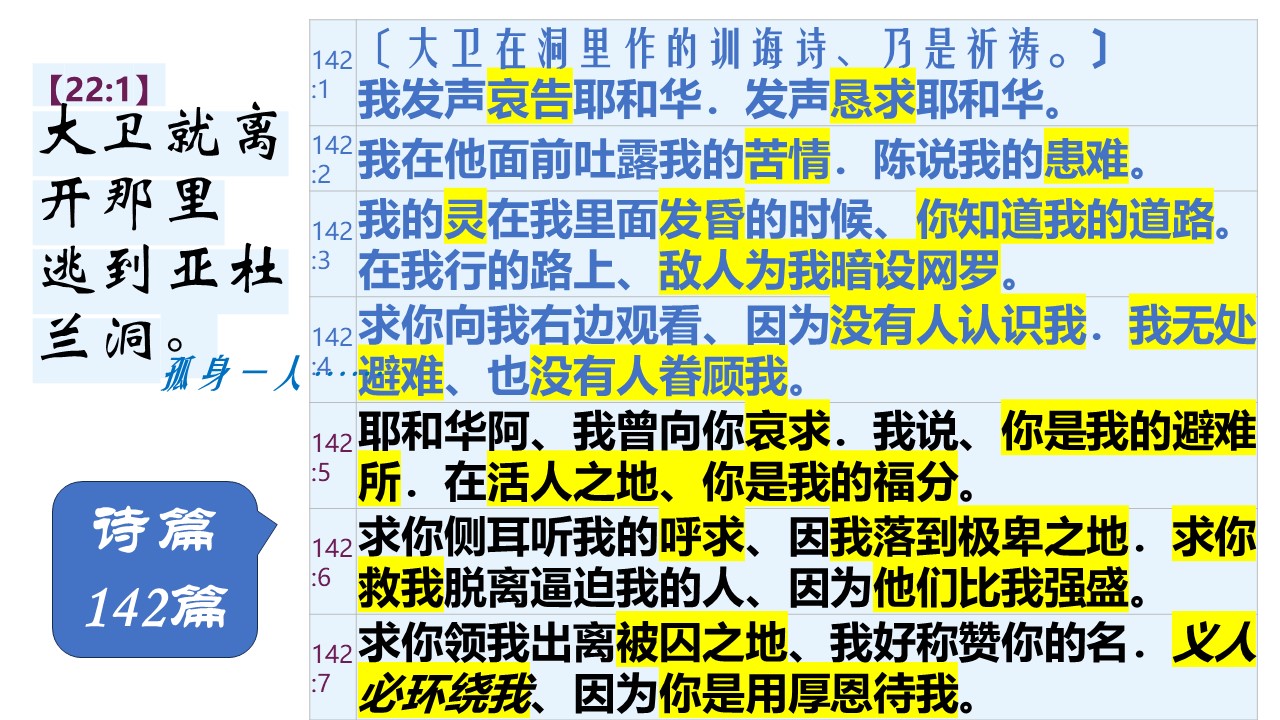 【22:1】
大卫就离
开那里
逃到亚杜
兰洞。
孤身一人……
诗篇
142篇
142:1
〔大卫在洞里作的训诲诗、乃是祈祷。〕
我发声哀告耶和华．发声恳求耶和华。
142:2
我在他面前吐露我的苦情．陈说我的患难。
142:3
我的灵在我里面发昏的时候、你知道我的道路。
在我行的路上、敌人为我暗设网罗。
142:4
求你向我右边观看、因为没有人认识我．我无处
避难、也没有人眷顾我。
142:5
耶和华阿、我曾向你哀求．我说、你是我的避难
所．在活人之地、你是我的福分。
142:6
求你侧耳听我的呼求、因我落到极卑之地．求你
救我脱离逼迫我的人、因为他们比我强盛。
142:7
求你领我出离被囚之地、我好称赞你的名．义人
必环绕我、因为你是用厚恩待我。